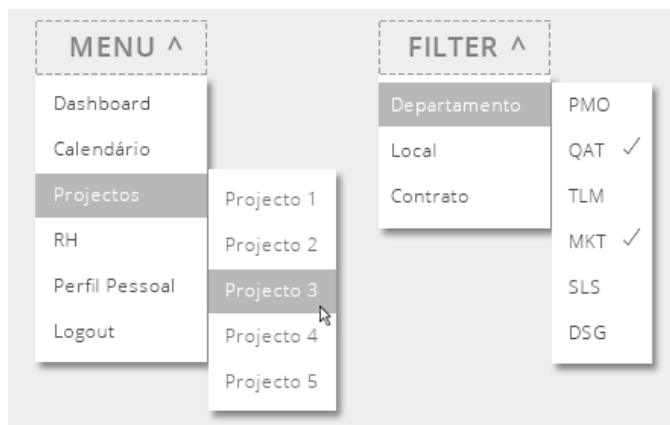 MENU ^
Dashboard
Calendário
Projectos
RH
Perfil Pessoal
Logout
Projecto 1
Projecto 2
Projecto 3
Projecto 4
Projecto 5
FILTER ^
Departamento
Local
Contrato
PMO
QAT ✓
TLM
MKT ✓
SLS
DSG